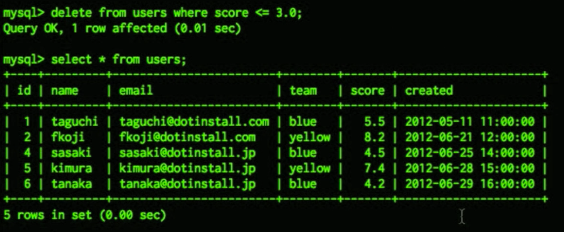 mysql> delete from users where score <= 3.0;
Query OK, 1 row affected (0.01 sec)
mysql> select * from users;
+----+---------+------------------------+--------+-------+---------------------+
| id | name | email | team | score | created |
+----+---------+------------------------+--------+-------+---------------------+
| 1 | taguchi | taguchi@dotinstall.com | blue | 5.5 | 2012-05-11 11:00:00 |
| 2 | fkoji | fkoji@dotinstall.com | yellow | 8.2 | 2012-06-21 12:00:00 |
| 4 | sasaki | sasaki@dotinstall.jp | blue | 4.5 | 2012-06-25 14:00:00 |
| 5 | kimura | kimura@dotinstall.jp | yellow | 7.4 | 2012-06-28 15:00:00 |
| 6 | tanaka | tanaka@dotinstall.jp | blue | 4.2 | 2012-06-29 16:00:00 |
+----+---------+------------------------+--------+-------+---------------------+
5 rows in set (0.00 sec)